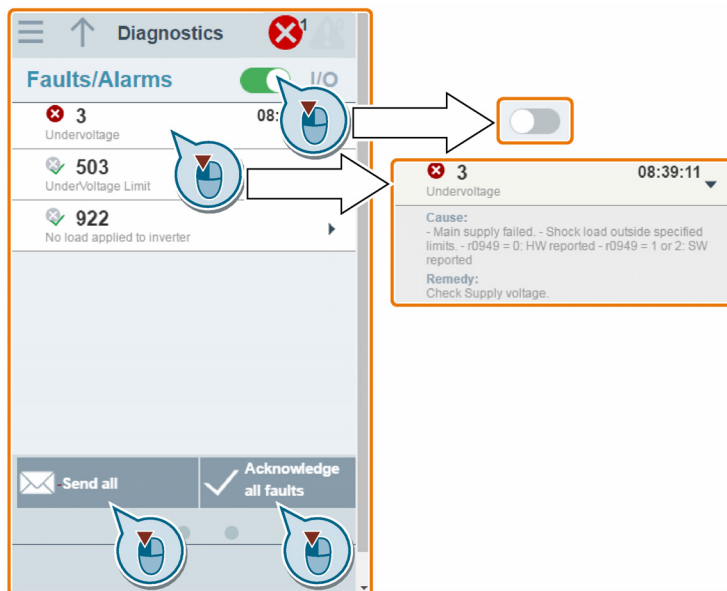 Diagnostics
1
Faults/Alarms I/O
3 08:
Undervoltage
503
UnderVoltage Limit
922
No load applied to inverter
-Send all
Acknowledge
all faults
3 08:39:11
Undervoltage
Cause:
- Main supply failed. - Shock load outside specified
limits. - r0949 = 0: HW reported - r0949 = 1 or 2: SW
reported
Remedy:
Check Supply voltage.